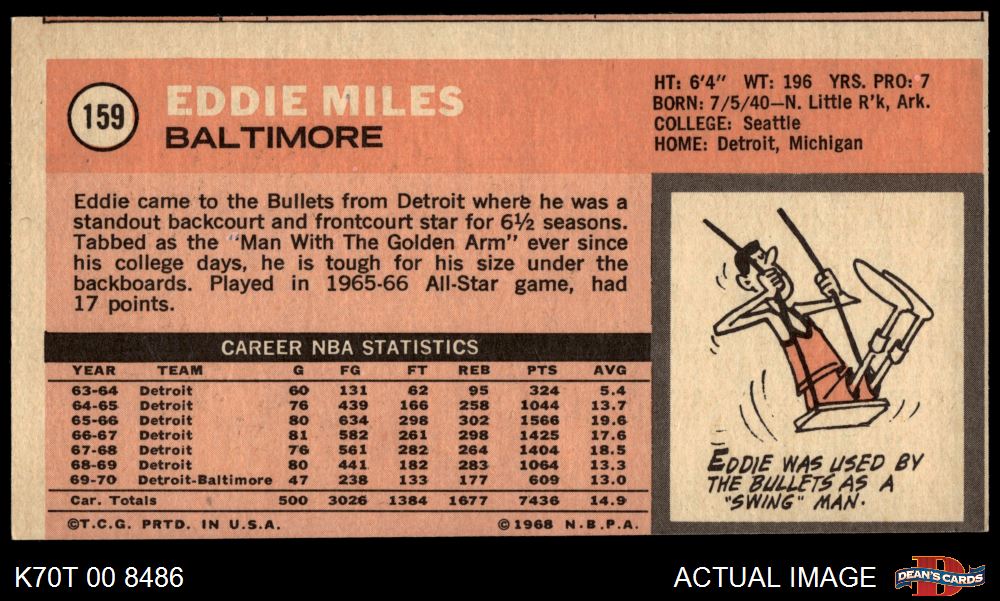 159
EDDIE MILES
BALTIMORE
HT: 6'4" WT: 196 YRS. PRO: 7
BORN: 7/5/40—N. Little R'k, Ark.
COLLEGE: Seattle
HOME: Detroit, Michigan
Eddie came to the Bullets from Detroit where he was a
standout backcourt and frontcourt star for 6½ seasons.
Tabbed as the "Man With The Golden Arm" ever since
his college days, he is tough for his size under the
backboards. Played in 1965-66 All-Star game, had
17 points.
CAREER NBA STATISTICS
YEAR TEAM G FG FT REB PTS AVG
63-64 Detroit 60 131 62 95 324 5.4
64-65 Detroit 76 439 166 258 1044 13.7
65-66 Detroit 80 634 298 302 1566 19.6
66-67 Detroit 81 582 261 298 1425 17.6
67-68 Detroit 76 561 282 264 1404 18.5
68-69 Detroit 80 441 182 283 1064 13.3
69-70 Detroit-Baltimore 47 238 133 177 609 13.0
Car. Totals 500 3026 1384 1677 7436 14.9
©T.C.G. PRTD. IN U.S.A. ©1968 N.B.P.A.
EDDIE WAS USED BY
THE BULLETS AS A
"SWING" MAN.
K70T 00 8486
ACTUAL IMAGE
D
DEAN'S CARDS